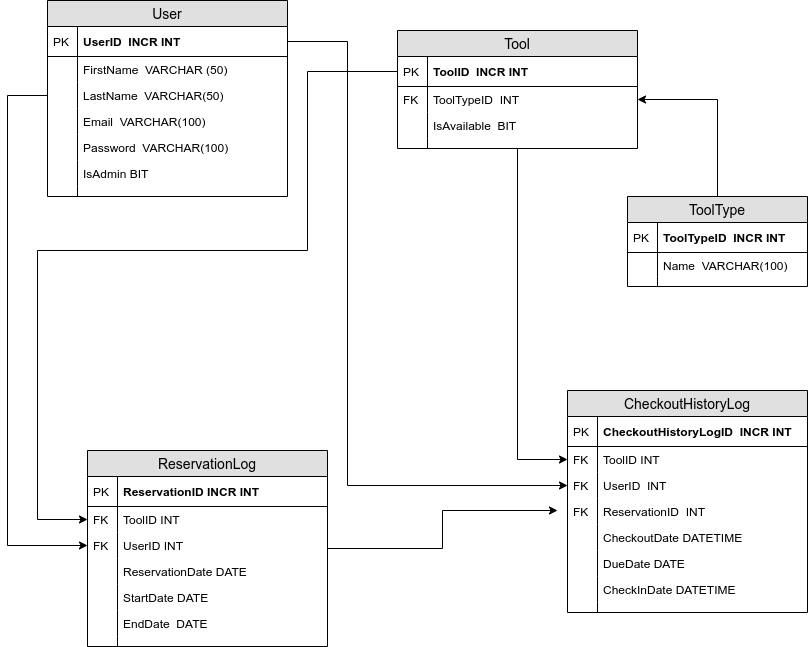 User
PK UserID INCR INT
FirstName VARCHAR (50)
LastName VARCHAR(50)
Email VARCHAR(100)
Password VARCHAR(100)
IsAdmin BIT
Tool
PK ToolID INCR INT
FK ToolTypeID INT
IsAvailable BIT
ToolType
PK ToolTypeID INCR INT
Name VARCHAR(100)
CheckoutHistoryLog
PK CheckoutHistoryLogID INCR INT
FK ToolID INT
FK UserID INT
FK ReservationID INT
CheckoutDate DATETIME
DueDate DATE
CheckInDate DATETIME
ReservationLog
PK ReservationID INCR INT
FK ToolID INT
FK UserID INT
ReservationDate DATE
StartDate DATE
EndDate DATE